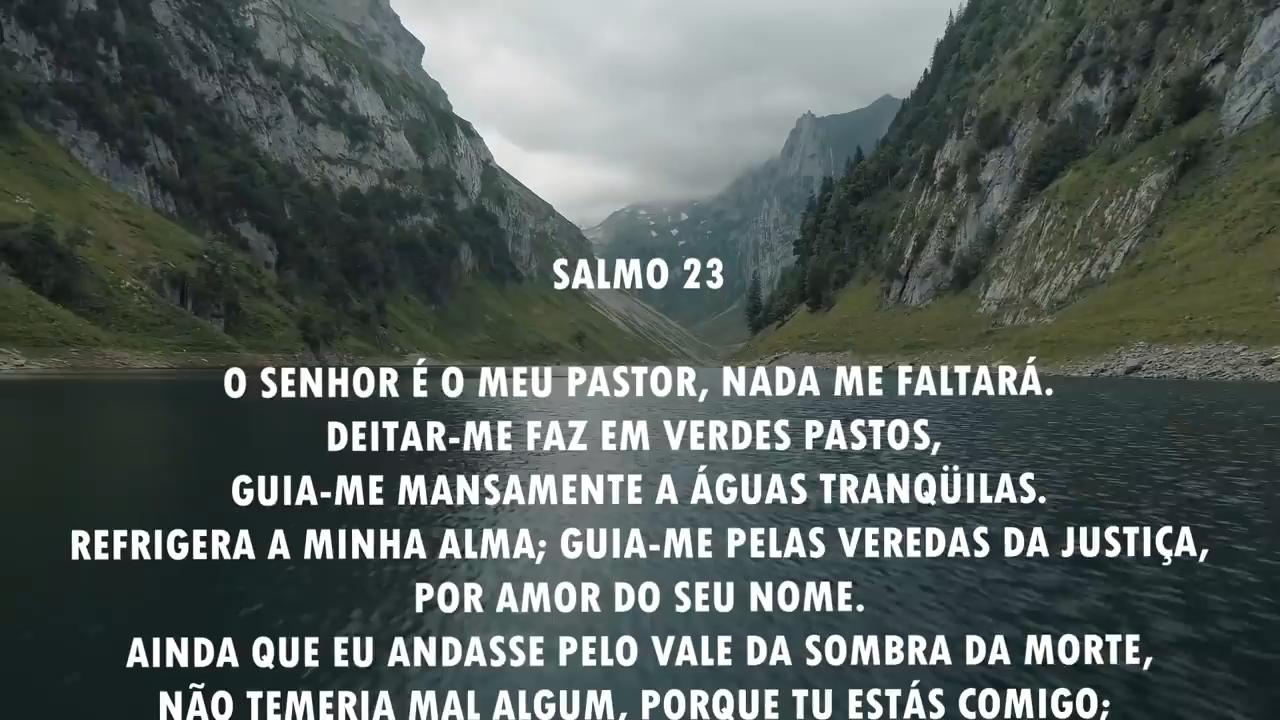 SALMO 23
O SENHOR É O MEU PASTOR, NADA ME FALTARÁ.
DEITAR-ME FAZ EM VERDES PASTOS,
GUIA-ME MANSAMENTE A ÁGUAS TRANQÜILAS.
REFRIGERA A MINHA ALMA; GUIA-ME PELAS VEREDAS DA JUSTIÇA,
POR AMOR DO SEU NOME.
AINDA QUE EU ANDASSE PELO VALE DA SOMBRA DA MORTE,
NÃO TEMERIA MAL ALGUM, PORQUE TU ESTÁS COMIGO;